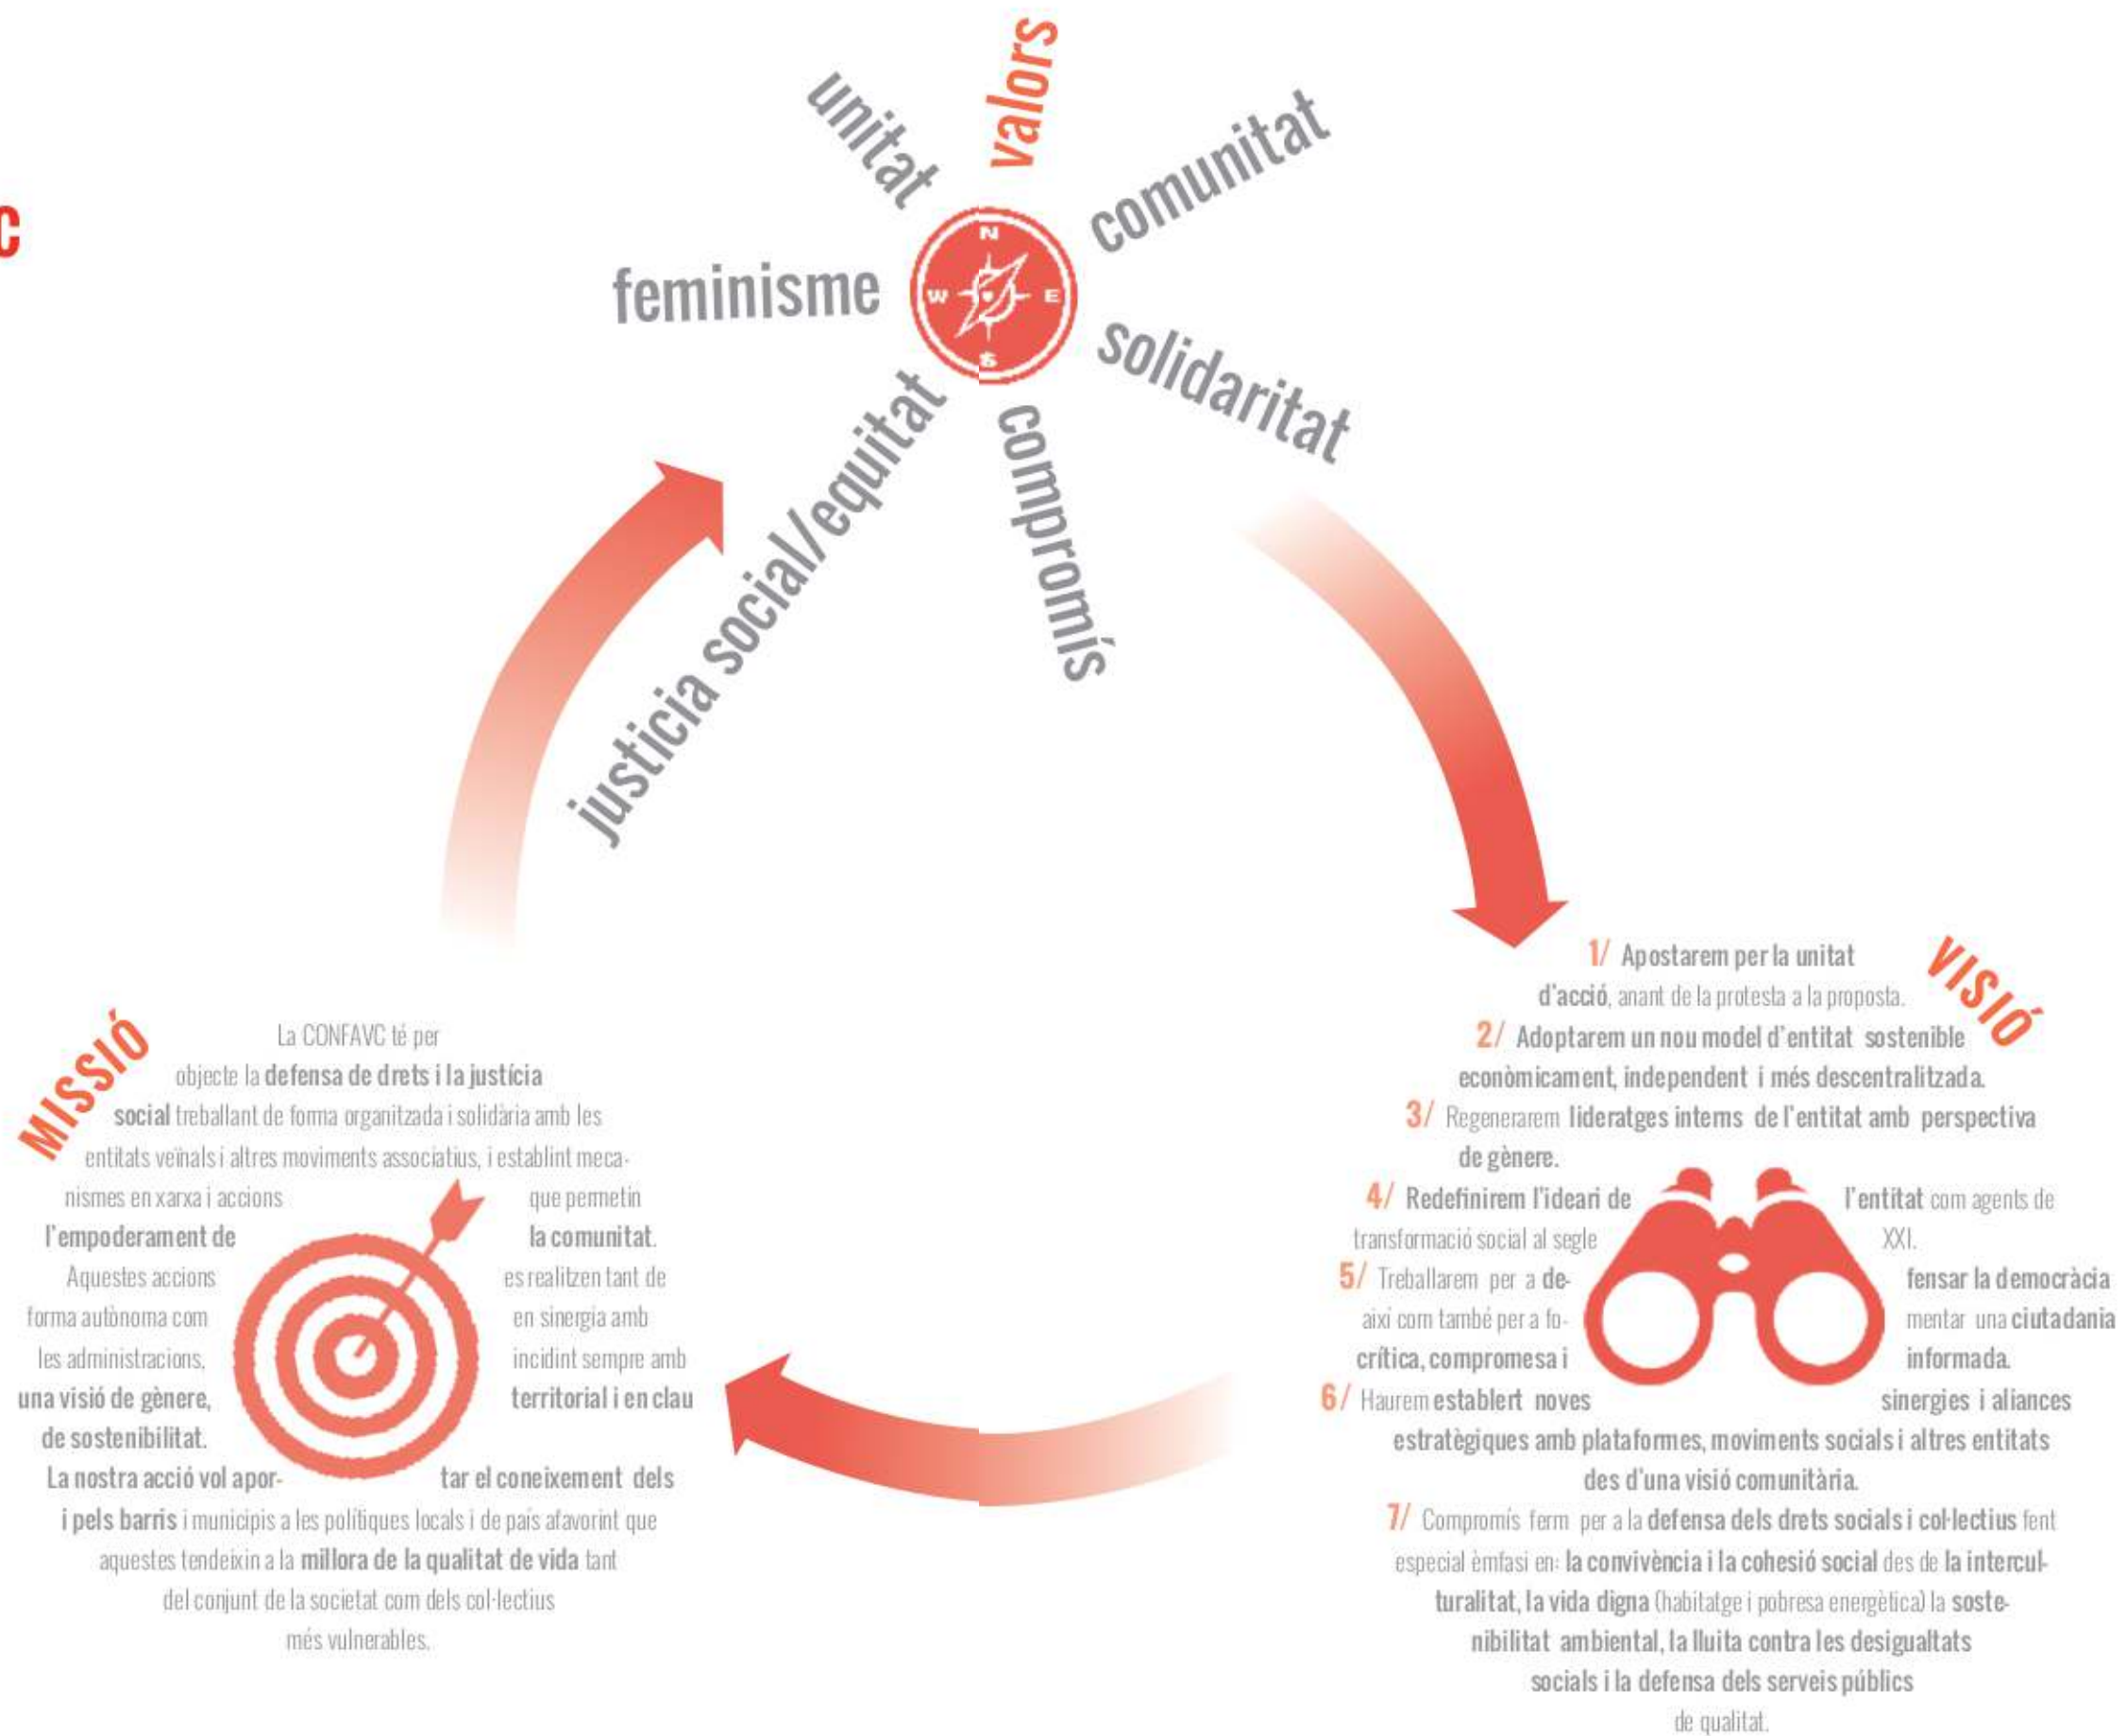 c
valors
unitat
comunitat
feminisme
N
W
E
S
solidaritat
compromís
justicia social/equitat
MISSIÓ
La CONFAVC té per
objecte la defensa de drets i la justícia
social treballant de forma organitzada i solidària amb les
entitats veïnals i altres moviments associatius, i establint meca-
nismes en xarxa i accions que permetin
l'empoderament de la comunitat.
Aquestes accions es realitzen tant de
forma autònoma com en sinergia amb
les administracions, incidint sempre amb
una visió de gènere, territorial i en clau
de sostenibilitat.
La nostra acció vol apor- tar el coneixement dels
i pels barris i municipis a les polítiques locals i de país afavorint que
aquestes tendeixin a la millora de la qualitat de vida tant
del conjunt de la societat com dels col·lectius
més vulnerables.
VISIÓ
1/ Apostarem per la unitat
d'acció, anant de la protesta a la proposta.
2/ Adoptarem un nou model d'entitat sostenible
econòmicament, independent i més descentralitzada.
3/ Regenerarem lideratges interns de l'entitat amb perspectiva
de gènere.
4/ Redefinirem l'ideari de l'entitat com agents de
transformació social al segle XXI.
5/ Treballarem per a de- fensar la democràcia
així com també per a fo- mentar una ciutadania
crítica, compromesa i informada.
6/ Haurem establert noves sinergies i aliances
estratègiques amb plataformes, moviments socials i altres entitats
des d'una visió comunitària.
7/ Compromís ferm per a la defensa dels drets socials i col·lectius fent
especial èmfasi en: la convivència i la cohesió social des de la intercul-
turalitat, la vida digna (habitatge i pobresa energètica) la soste-
nibilitat ambiental, la lluita contra les desigualtats
socials i la defensa dels serveis públics
de qualitat.